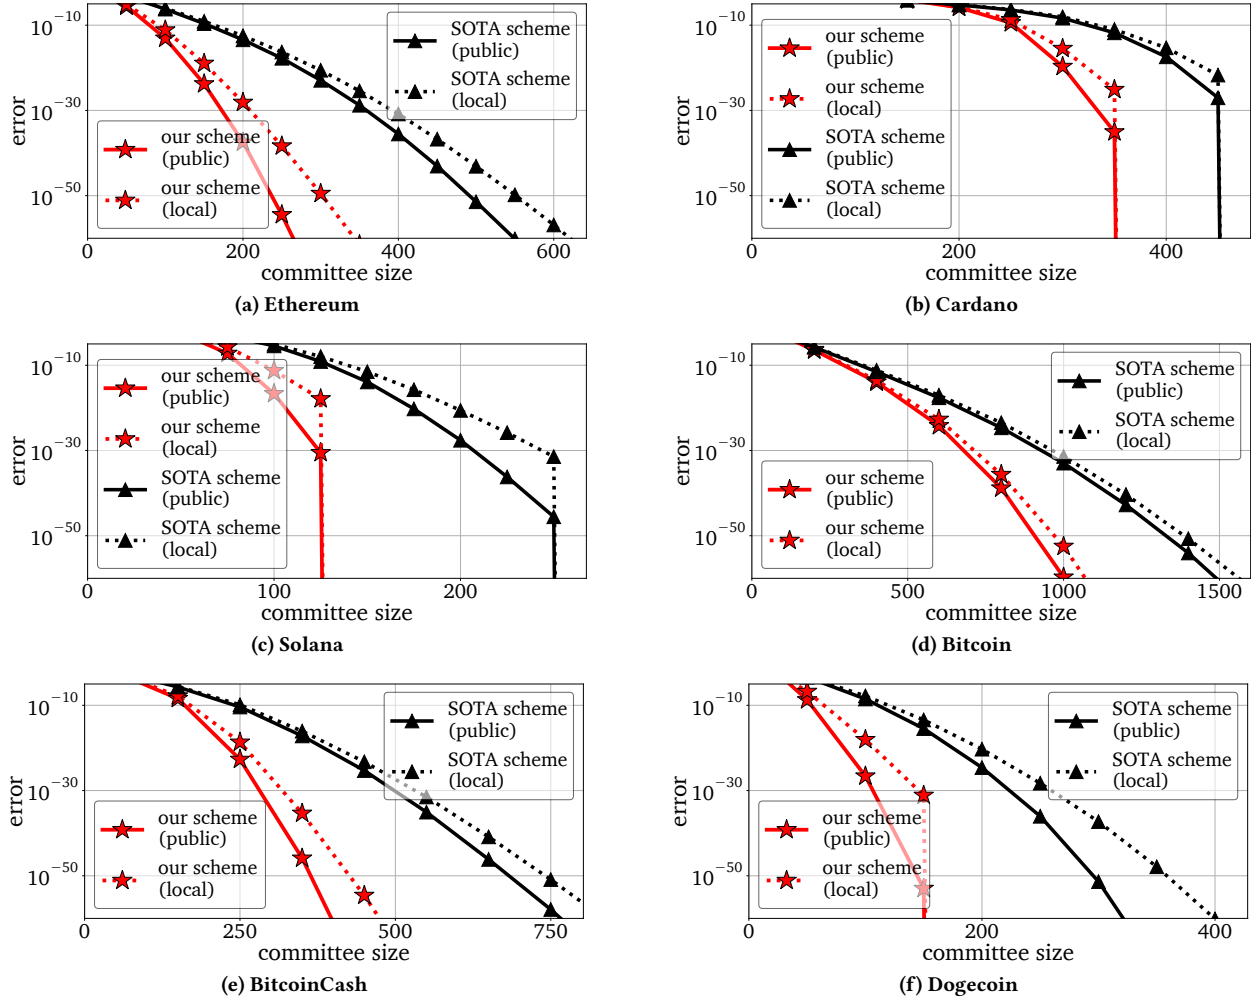 10^−10
10^−30
10^−50
error
SOTA scheme
(public)
SOTA scheme
(local)
our scheme
(public)
our scheme
(local)
0
200
400
600
committee size
(a) Ethereum
10^−10
10^−30
10^−50
error
our scheme
(public)
our scheme
(local)
SOTA scheme
(public)
SOTA scheme
(local)
0
200
400
committee size
(b) Cardano
10^−10
10^−30
10^−50
error
our scheme
(public)
our scheme
(local)
SOTA scheme
(public)
SOTA scheme
(local)
100
200
committee size
(c) Solana
10^−10
10^−30
10^−50
error
SOTA scheme
(public)
SOTA scheme
(local)
our scheme
(public)
our scheme
(local)
0
500
1000
1500
committee size
(d) Bitcoin
10^−10
10^−30
10^−50
error
SOTA scheme
(public)
SOTA scheme
(local)
our scheme
(public)
our scheme
(local)
0
250
500
750
committee size
(e) BitcoinCash
10^−10
10^−30
10^−50
error
SOTA scheme
(public)
SOTA scheme
(local)
our scheme
(public)
our scheme
(local)
0
200
400
committee size
(f) Dogecoin